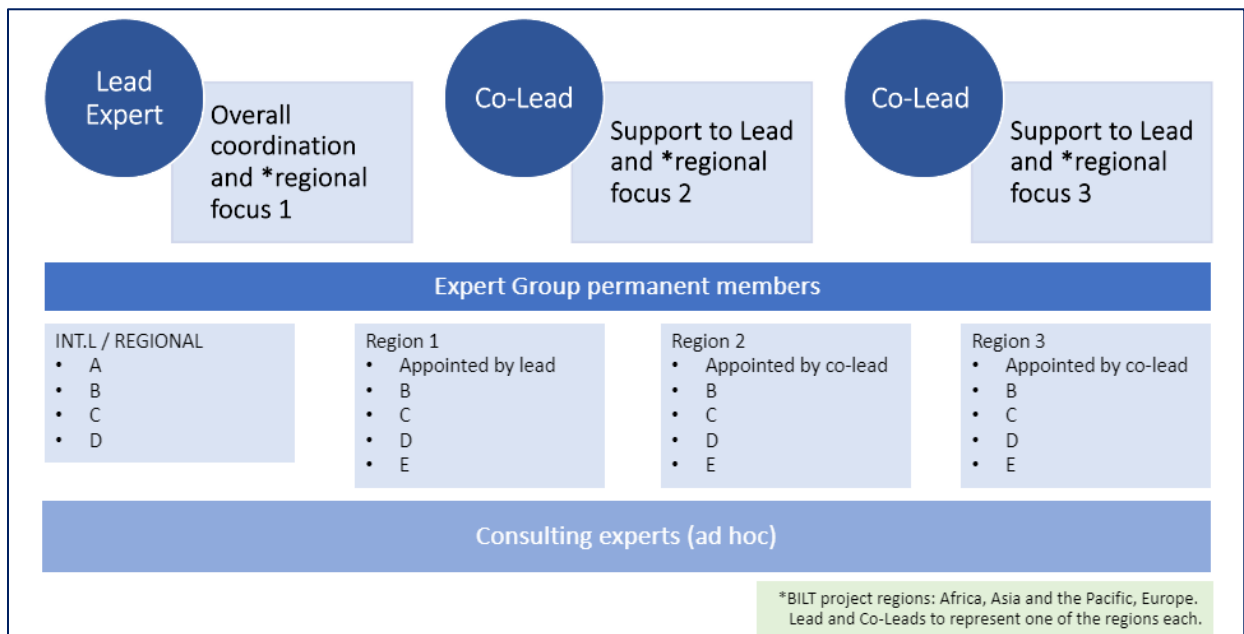 Lead
Expert
Overall
coordination
and *regional
focus 1
Co-Lead
Support to Lead
and *regional
focus 2
Co-Lead
Support to Lead
and *regional
focus 3
Expert Group permanent members
INT.L / REGIONAL
• A
• B
• C
• D
Region 1
• Appointed by lead
• B
• C
• D
• E
Region 2
• Appointed by co-lead
• B
• C
• D
• E
Region 3
• Appointed by co-lead
• B
• C
• D
• E
Consulting experts (ad hoc)
*BILT project regions: Africa, Asia and the Pacific, Europe.
Lead and Co-Leads to represent one of the regions each.